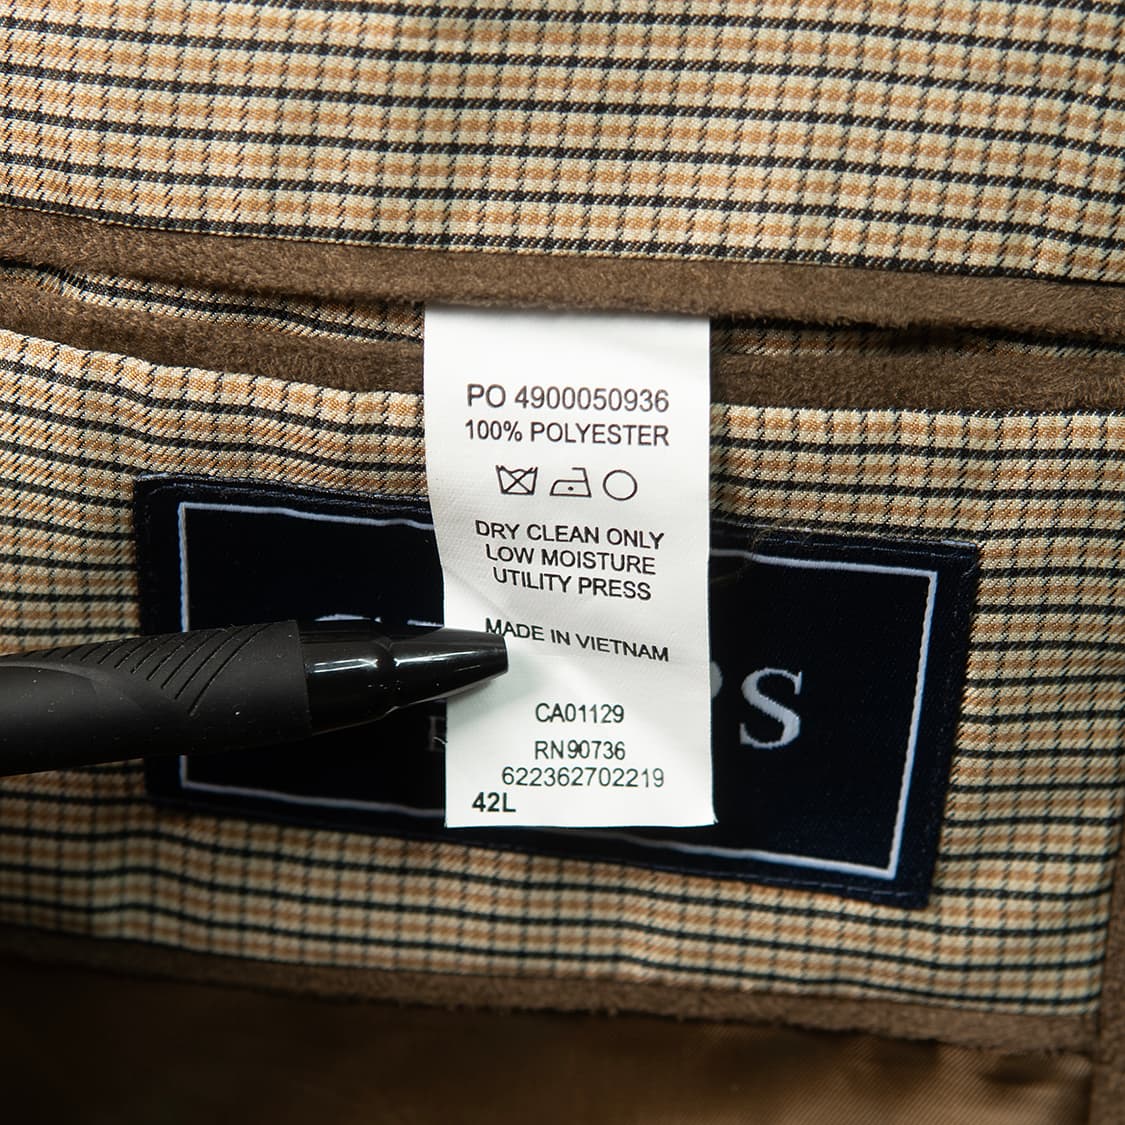 PO 4900050936
100% POLYESTER
DRY CLEAN ONLY
LOW MOISTURE
UTILITY PRESS
MADE IN VIETNAM
CA01129
RN90736
622362702219
42L
'S